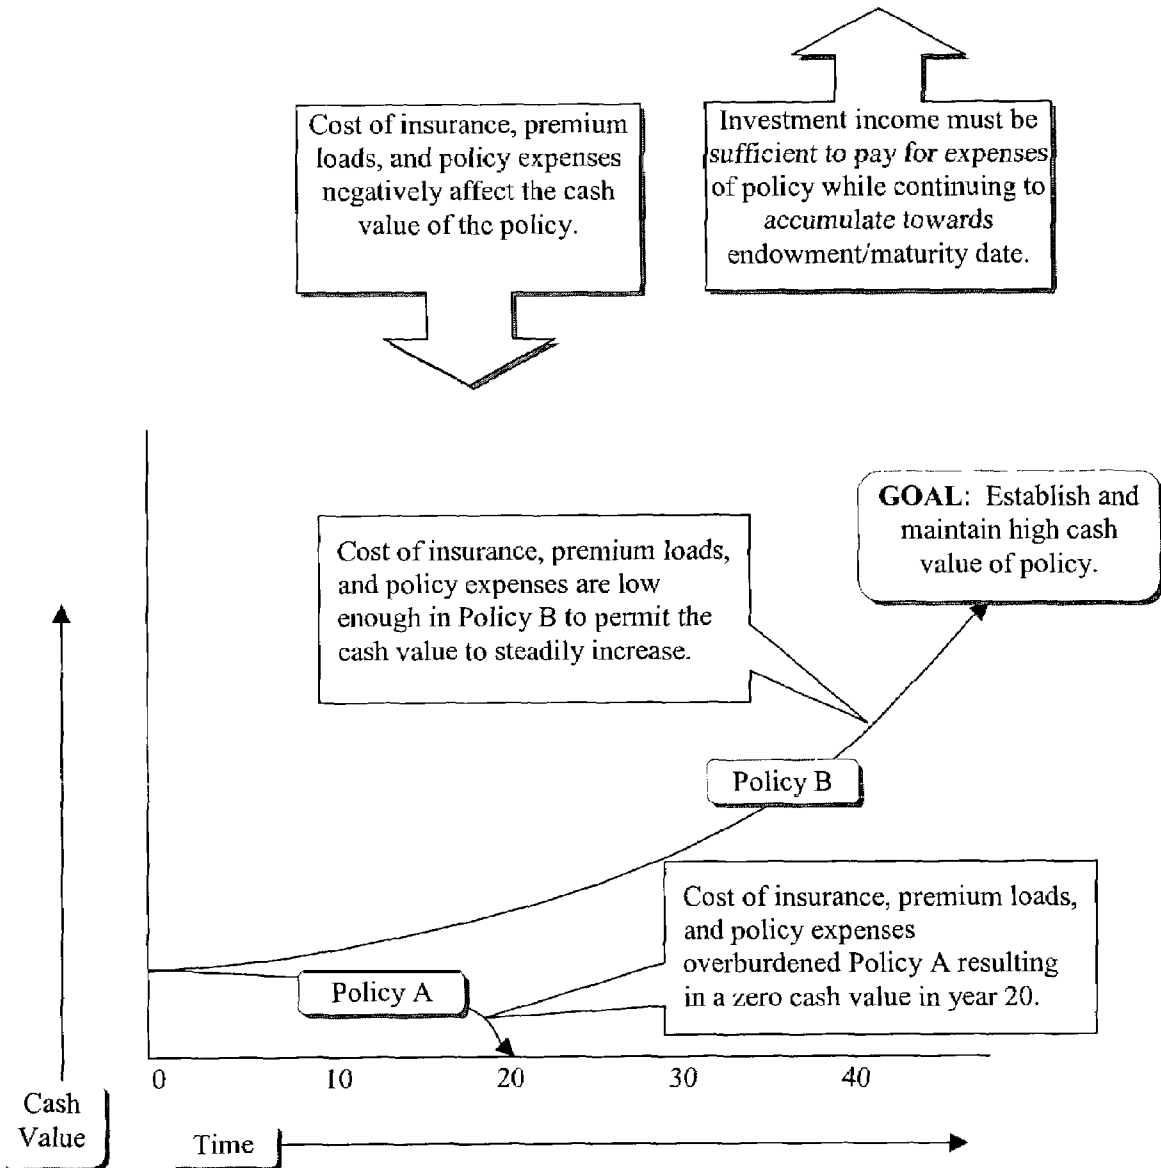 Cost of insurance, premium
loads, and policy expenses
negatively affect the cash
value of the policy.
Investment income must be
sufficient to pay for expenses
of policy while continuing to
accumulate towards
endowment/maturity date.
GOAL: Establish and
maintain high cash
value of policy.
Cost of insurance, premium loads,
and policy expenses are low
enough in Policy B to permit the
cash value to steadily increase.
Policy B
Cost of insurance, premium loads,
and policy expenses
overburdened Policy A resulting
in a zero cash value in year 20.
Policy A
0 10 20 30 40
Cash
Value
Time